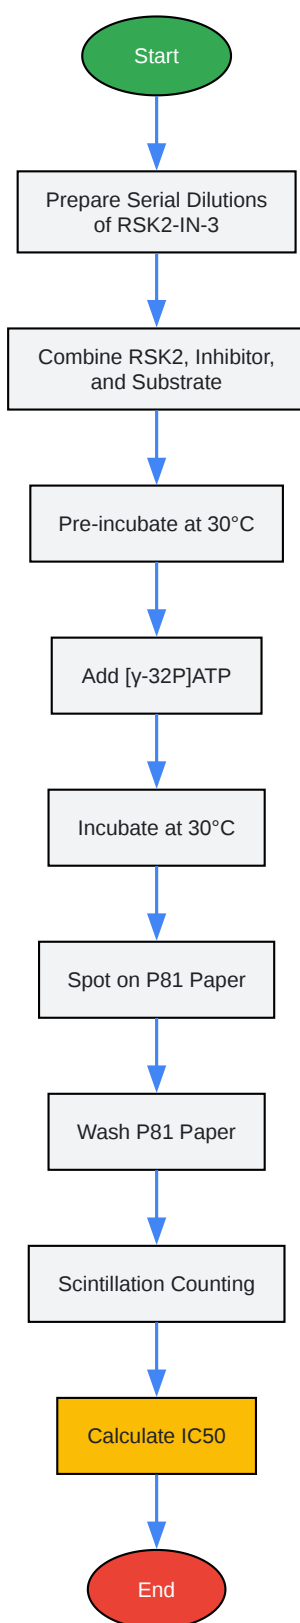 Start
Prepare Serial Dilutions
of RSK2-IN-3
Combine RSK2, Inhibitor,
and Substrate
Pre-incubate at 30°C
Add [γ-32P]ATP
Incubate at 30°C
Spot on P81 Paper
Wash P81 Paper
Scintillation Counting
Calculate IC50
End